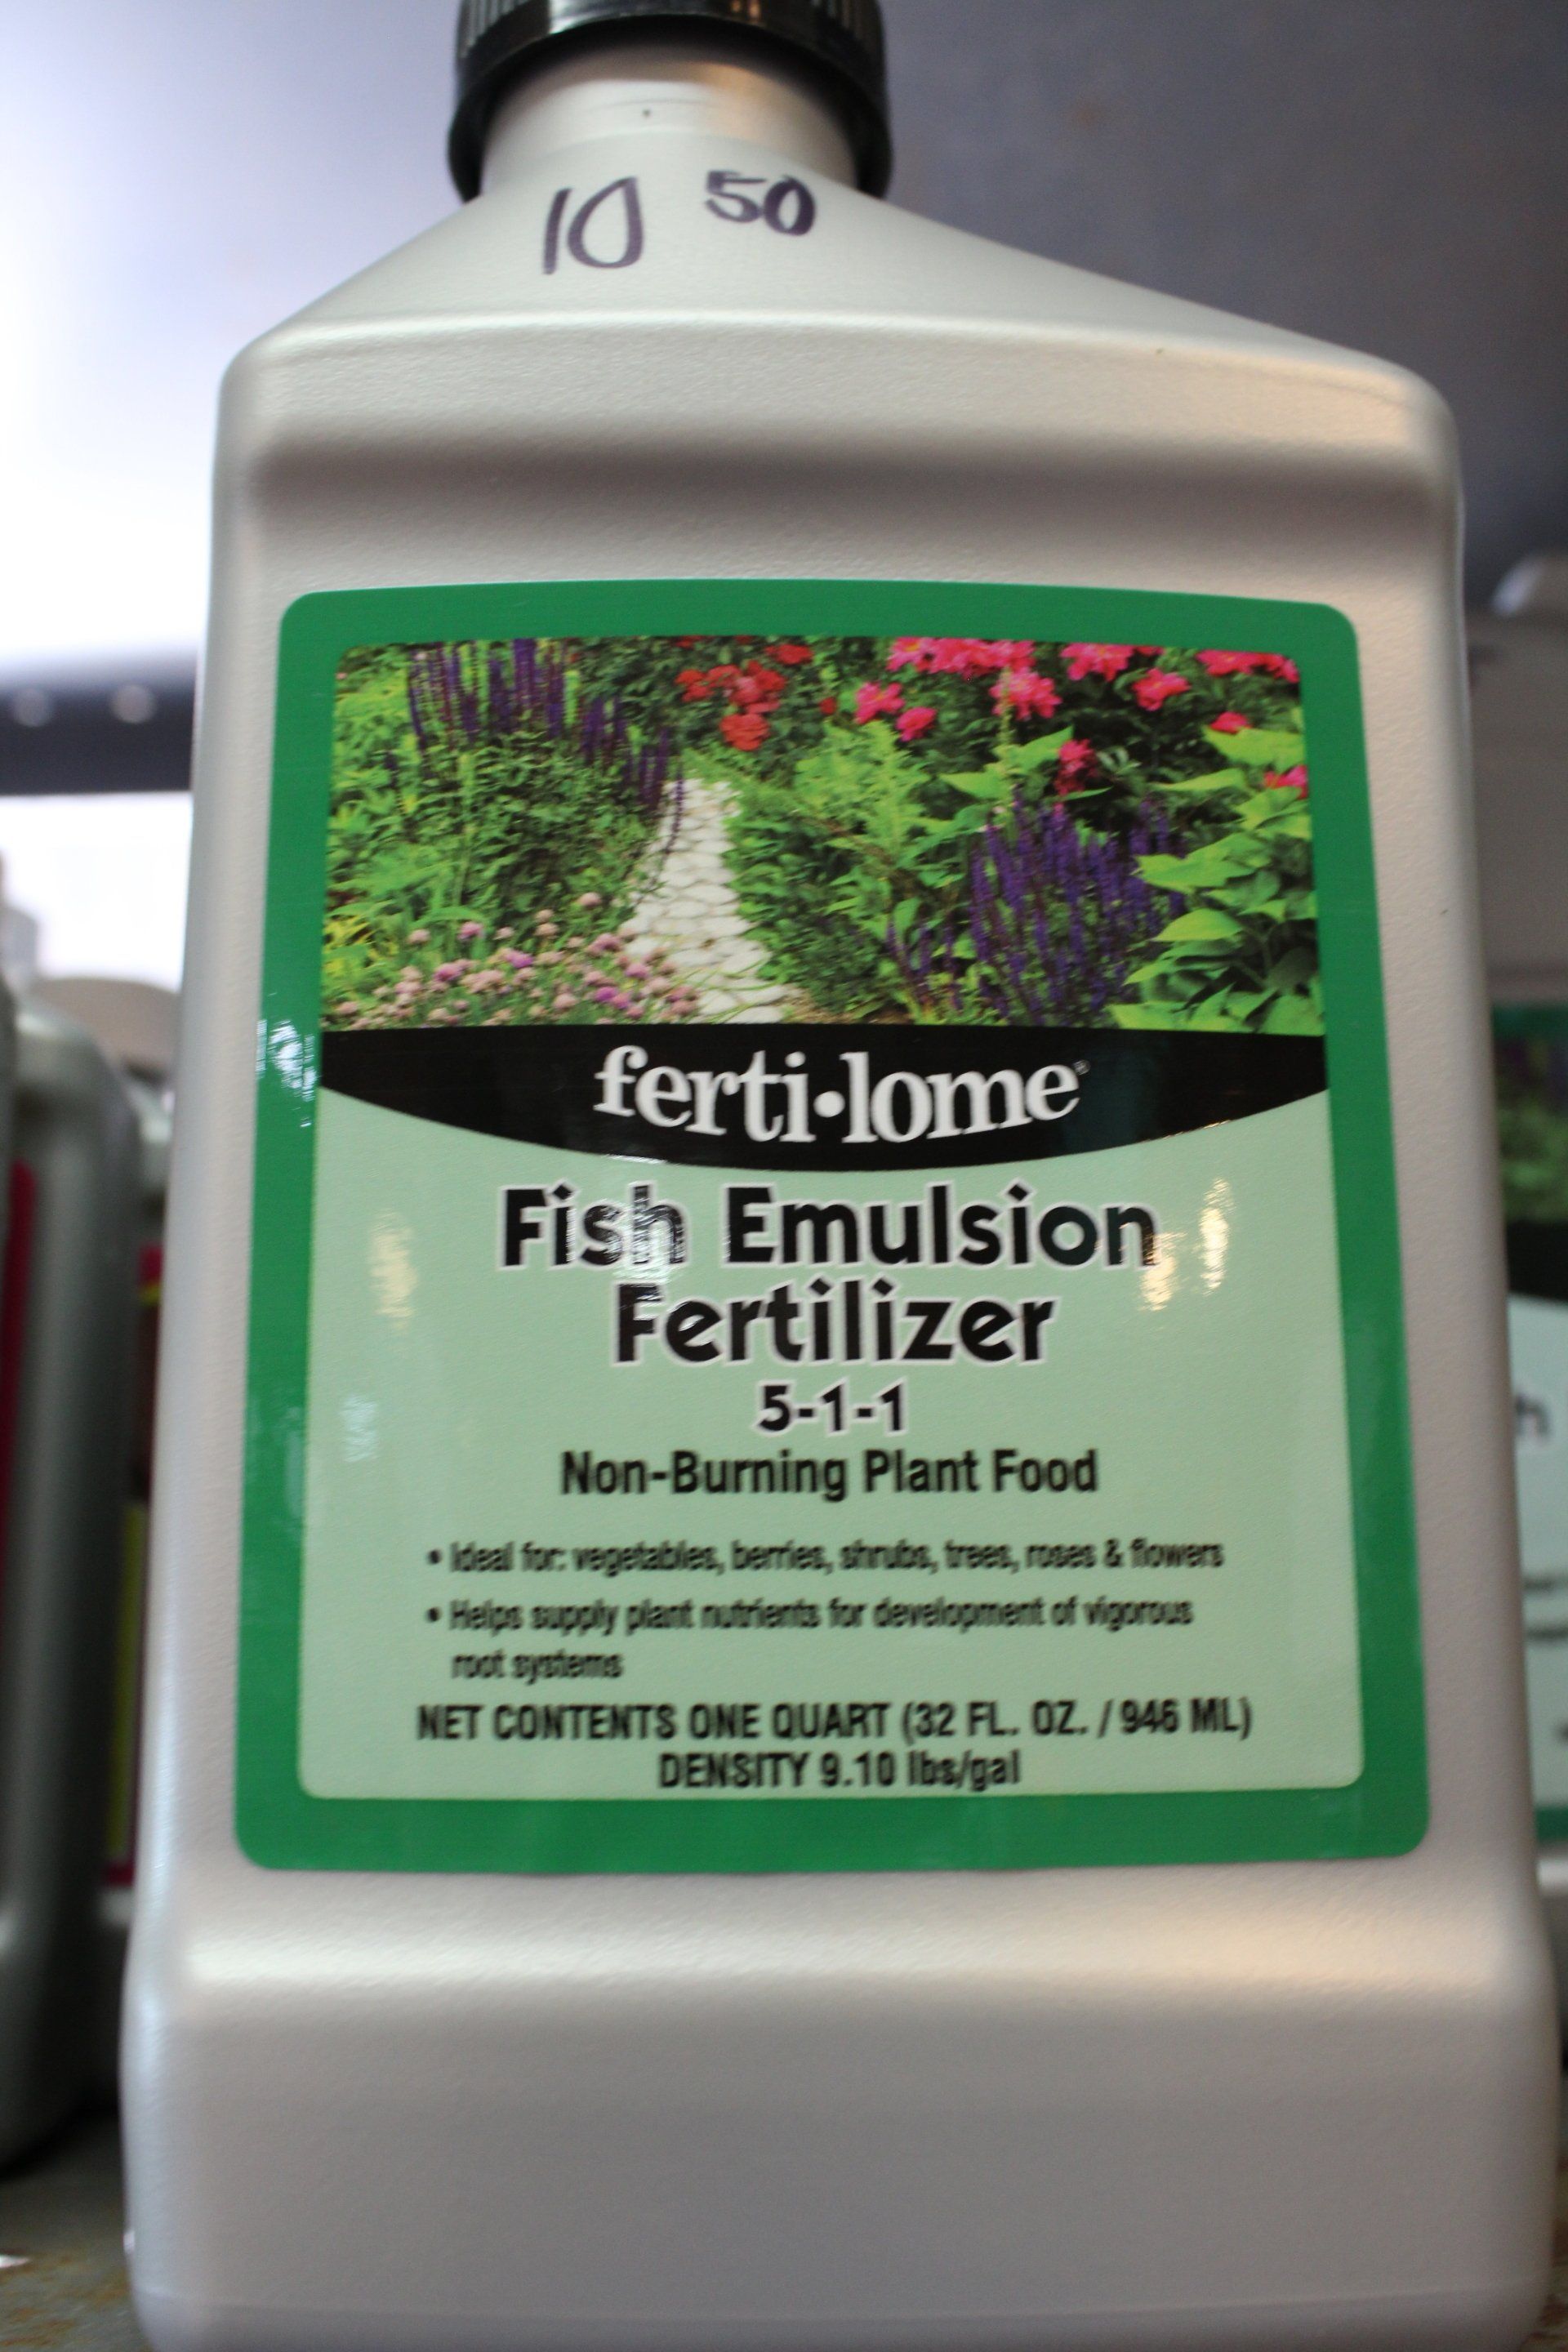 10 50
ferti•lome®
Fish Emulsion
Fertilizer
5-1-1
Non-Burning Plant Food
• Ideal for: vegetables, berries, shrubs, trees, roses & flowers
• Helps supply plant nutrients for development of vigorous
root systems
NET CONTENTS ONE QUART (32 FL. OZ. / 946 ML)
DENSITY 9.10 lbs/gal